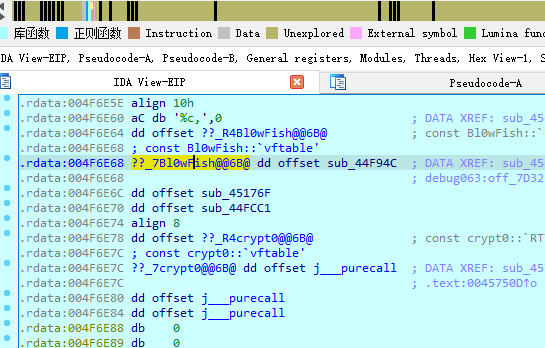 库函数 正则函数 Instruction Data Unexplored External symbol Lumina func
IDA View-EIP, Pseudocode-A, Pseudocode-B, General registers, Modules, Threads, Hex View-1, S
IDA View-EIP Pseudocode-A
.rdata:004F6E5E align 10h
.rdata:004F6E60 aC db '%c,',0 ; DATA XREF: sub_45
.rdata:004F6E64 dd offset ??_R4Bl0wFish@@6B@ ; const Bl0wFish::`
.rdata:004F6E68 ; const Bl0wFish::`vftable'
.rdata:004F6E68 ??_7Bl0wFish@@6B@ dd offset sub_44F94C ; DATA XREF: sub_45
.rdata:004F6E68 ; debug063:off_7D32
.rdata:004F6E6C dd offset sub_45176F
.rdata:004F6E70 dd offset sub_44FCC1
.rdata:004F6E74 align 8
.rdata:004F6E78 dd offset ??_R4crypt0@@6B@ ; const crypt0::`RT
.rdata:004F6E7C ; const crypt0::`vftable'
.rdata:004F6E7C ??_7crypt0@@6B@ dd offset j___purecall ; DATA XREF: sub_45
.rdata:004F6E7C ; .text:0045750D↑o
.rdata:004F6E80 dd offset j___purecall
.rdata:004F6E84 dd offset j___purecall
.rdata:004F6E88 db 0
.rdata:004F6E89 db 0